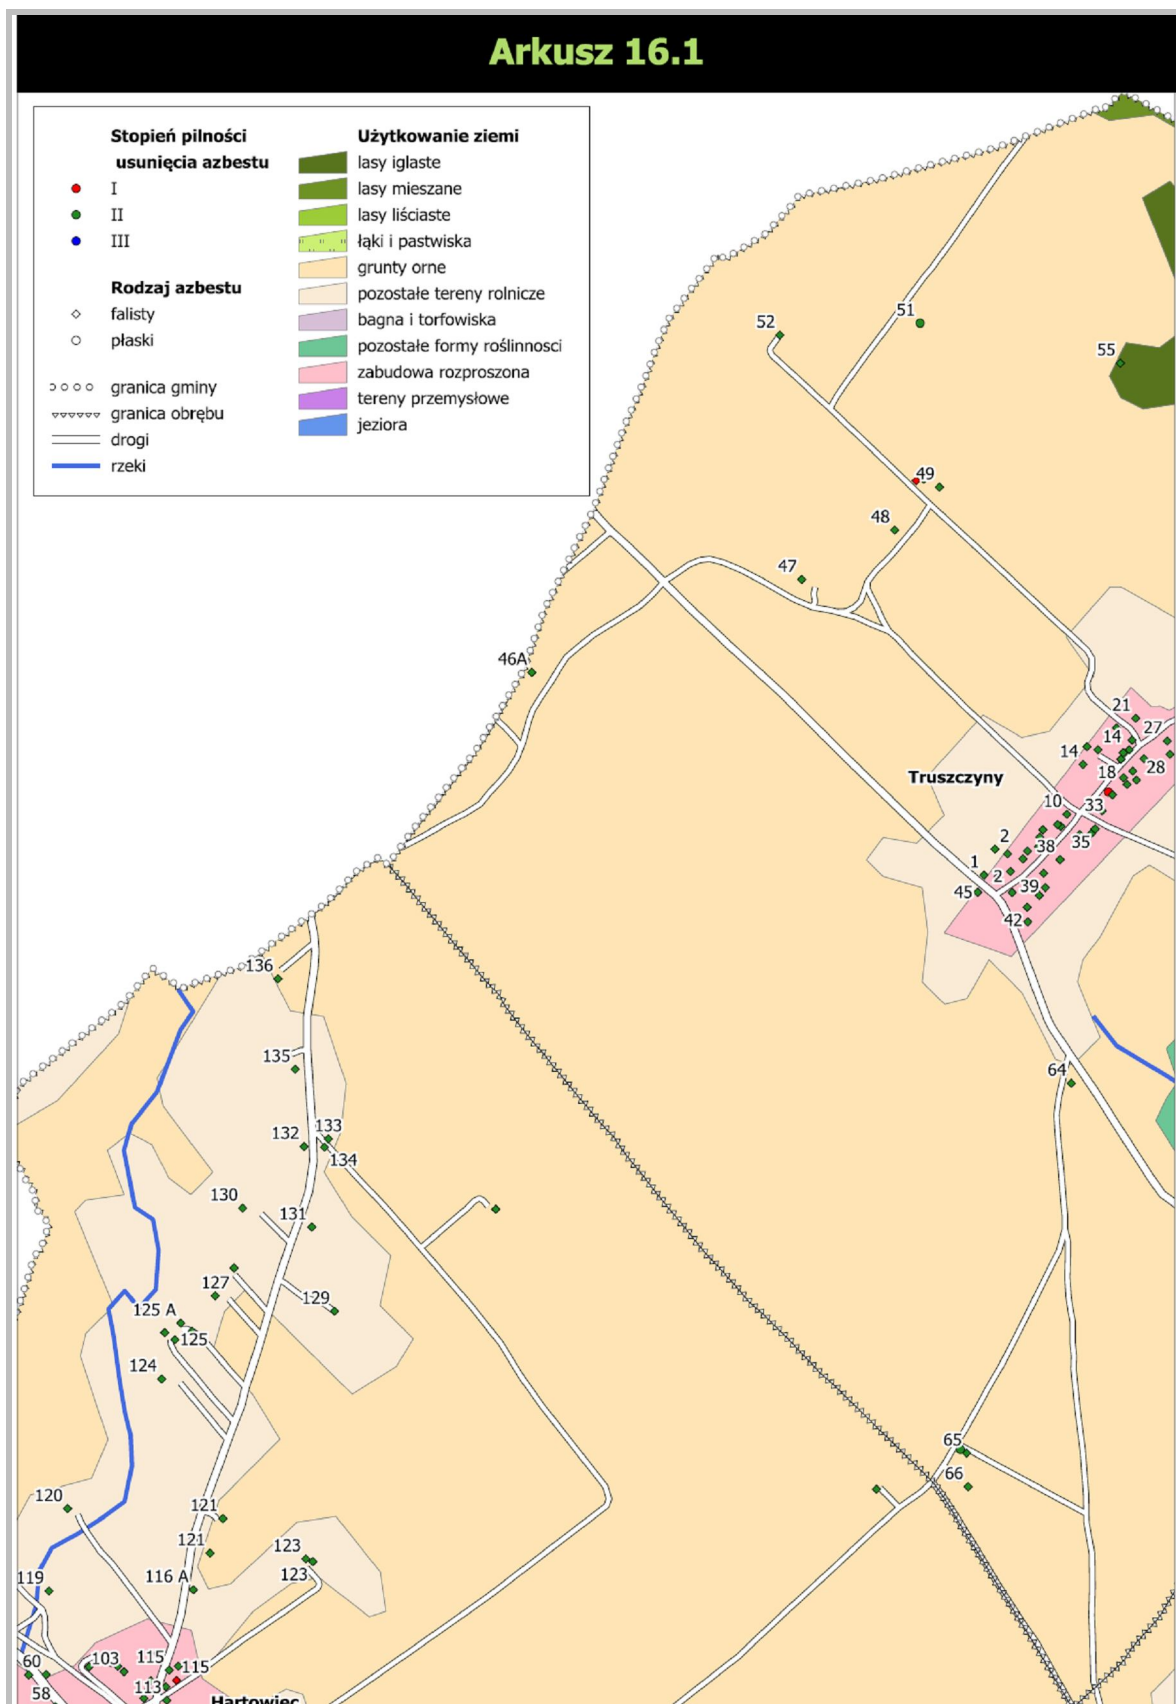 Arkusz 16.1
Stopień pilności
usunięcia azbestu
I
II
III
Rodzaj azbestu
falisty
płaski
granica gminy
granica obrębu
drogi
rzeki
Użytkowanie ziemi
lasy iglaste
lasy mieszane
lasy liściaste
łąki i pastwiska
grunty orne
pozostałe tereny rolnicze
bagna i torfowiska
pozostałe formy roślinnosci
zabudowa rozproszona
tereny przemysłowe
jeziora
51
52
55
49
48
47
46A
21
27
14
14
18
28
Truszczyny
10
33
35
38
2
1
2
39
45
42
136
135
64
133
132
134
130
131
127
129
125 A
125
124
65
66
120
121
121
123
123
119
116 A
115
115
103
60
113
58
Hartowiec